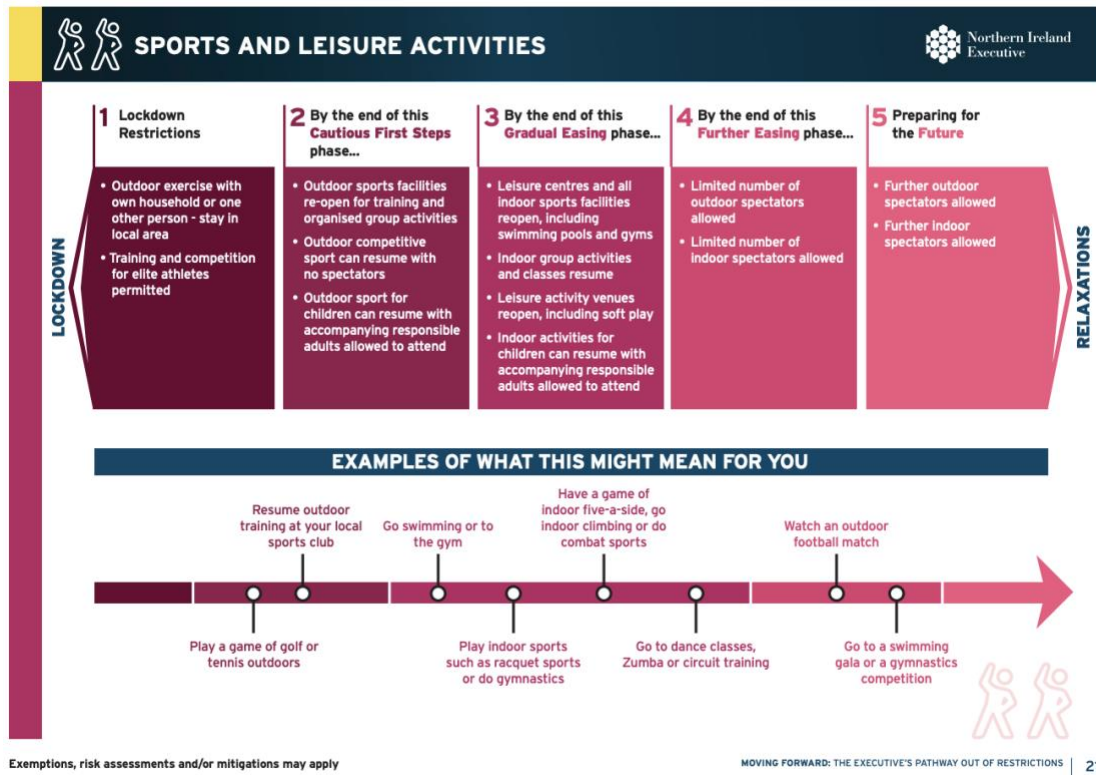 SPORTS AND LEISURE ACTIVITIES
Northern Ireland
Executive
1 Lockdown
Restrictions
• Outdoor exercise with
own household or one
other person - stay in
local area
• Training and competition
for elite athletes
permitted
2 By the end of this
Cautious First Steps
phase...
• Outdoor sports facilities
re-open for training and
organised group activities
• Outdoor competitive
sport can resume with
no spectators
• Outdoor sport for
children can resume with
accompanying responsible
adults allowed to attend
3 By the end of this
Gradual Easing phase...
• Leisure centres and all
indoor sports facilities
reopen, including
swimming pools and gyms
• Indoor group activities
and classes resume
• Leisure activity venues
reopen, including soft play
• Indoor activities for
children can resume with
accompanying responsible
adults allowed to attend
4 By the end of this
Further Easing phase...
• Limited number of
outdoor spectators
allowed
• Limited number of
indoor spectators allowed
5 Preparing for
the Future
• Further outdoor
spectators allowed
• Further indoor
spectators allowed
LOCKDOWN
RELAXATIONS
EXAMPLES OF WHAT THIS MIGHT MEAN FOR YOU
Resume outdoor
training at your local
sports club
Go swimming or to
the gym
Have a game of
indoor five-a-side, go
indoor climbing or do
combat sports
Watch an outdoor
football match
Play a game of golf or
tennis outdoors
Play indoor sports
such as racquet sports
or do gymnastics
Go to dance classes,
Zumba or circuit training
Go to a swimming
gala or a gymnastics
competition
Exemptions, risk assessments and/or mitigations may apply
MOVING FORWARD: THE EXECUTIVE'S PATHWAY OUT OF RESTRICTIONS